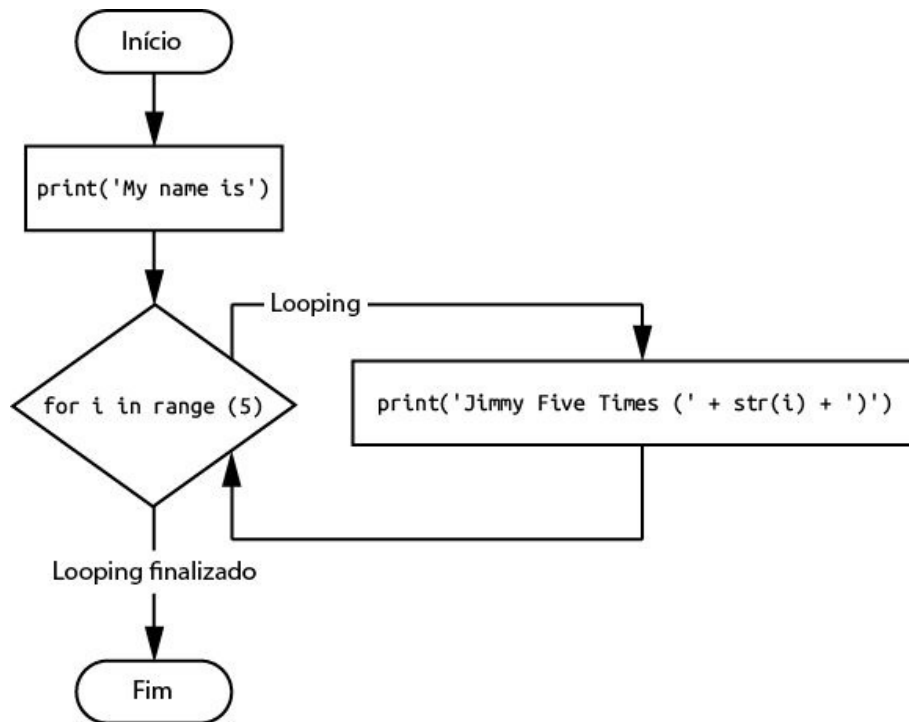 Início
print('My name is')
Looping
for i in range (5)
print('Jimmy Five Times (' + str(i) + ')')
Looping finalizado
Fim